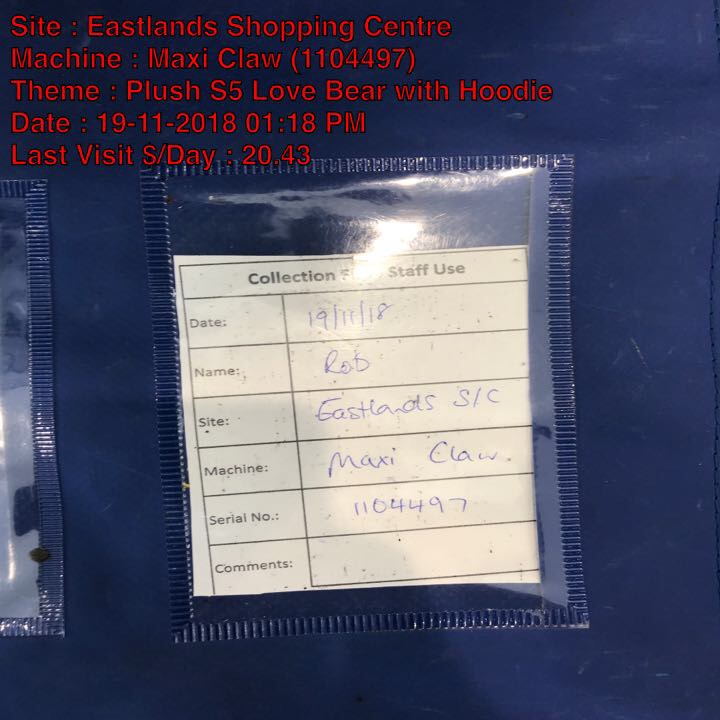 Site : Eastlands Shopping Centre
Machine : Maxi Claw (1104497)
Theme : Plush S5 Love Bear with Hoodie
Date : 19-11-2018 01:18 PM
Last Visit $/Day : 20.43
Collection Staff Use
Date: 19/11/18
Name: Rob
Site: Eastlands S/C
Machine: Maxi Claw
Serial No.: 1104497
Comments: